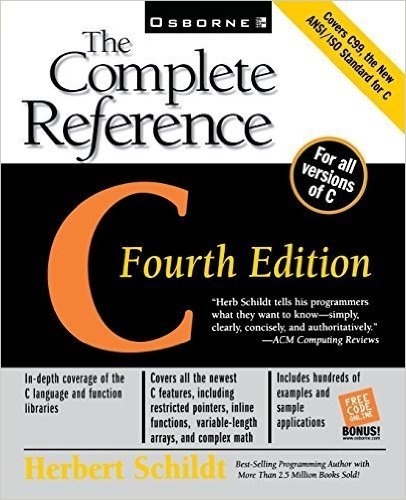 OSBORNE
The
Complete
Reference
Covers C99, the New
ANSI/ISO Standard for C
For all
versions
of C
C
Fourth Edition
"Herb Schildt tells his programmers
what they want to know—simply,
clearly, concisely, and authoritatively."
—ACM Computing Reviews
In-depth coverage of the
C language and function
libraries
Covers all the newest
C features, including
restricted pointers, inline
functions, variable-length
arrays, and complex math
Includes hundreds of
examples and
sample
applications
FREE
CODE
ONLINE
BONUS!
www.osborne.com
Herbert Schildt
Best-Selling Programming Author with
More Than 2.5 Million Books Sold!